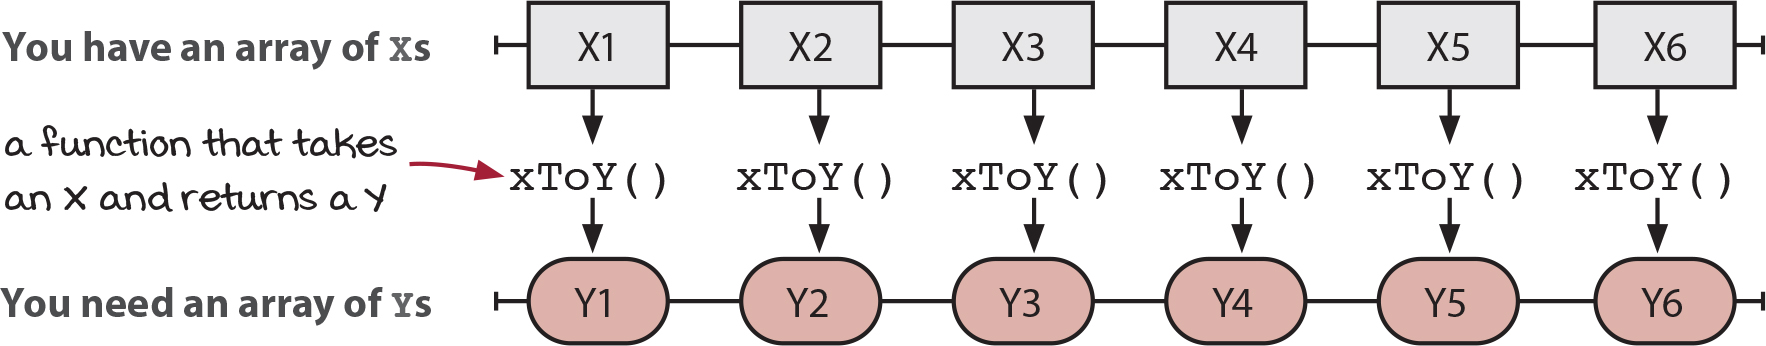 You have an array of Xs
X1 X2 X3 X4 X5 X6
a function that takes
an X and returns a Y
xToY() xToY() xToY() xToY() xToY() xToY()
You need an array of Ys
Y1 Y2 Y3 Y4 Y5 Y6